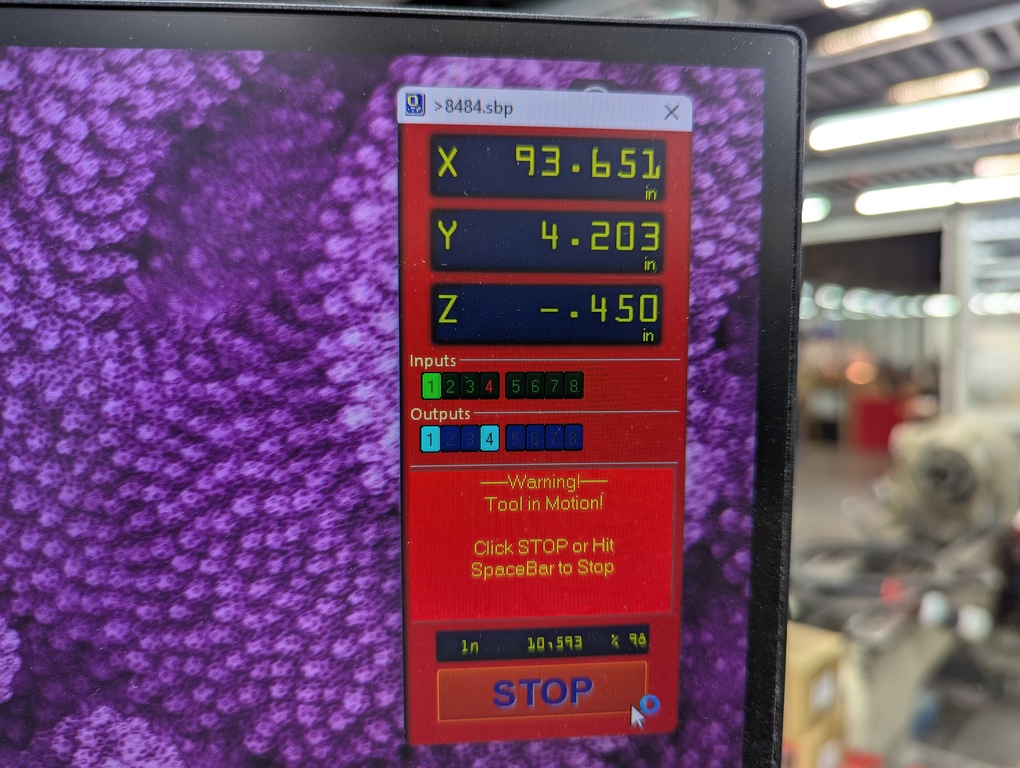 >8484.sbp
X 93.651
in
Y 4.203
in
Z -.450
in
Inputs
1 2 3 4 5 6 7 8
Outputs
1 2 3 4 5 6 7 8
Warning!
Tool in Motion!
Click STOP or Hit
SpaceBar to Stop
ln 10,593 % 98
STOP